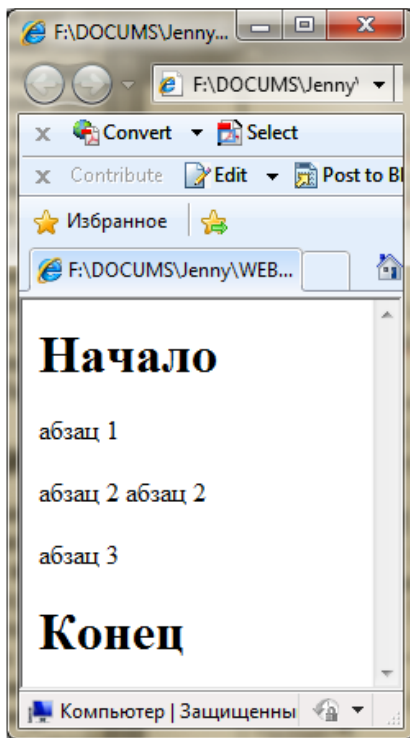 F:\DOCUMS\Jenny...
F:\DOCUMS\Jenny\
x Convert Select
x Contribute Edit Post to Bl
Избранное
F:\DOCUMS\Jenny\WEB...
Начало
абзац 1
абзац 2 абзац 2
абзац 3
Конец
Компьютер | Защищенны